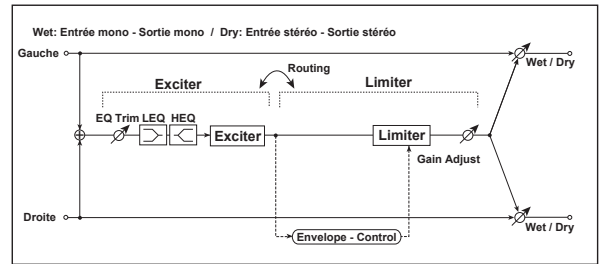 Wet: Entrée mono - Sortie mono / Dry: Entrée stéréo - Sortie stéréo
Gauche
Wet / Dry
Routing
Exciter
Limiter
EQ Trim LEQ HEQ
Exciter
Limiter
Gain Adjust
Droite
Wet / Dry
Envelope - Control